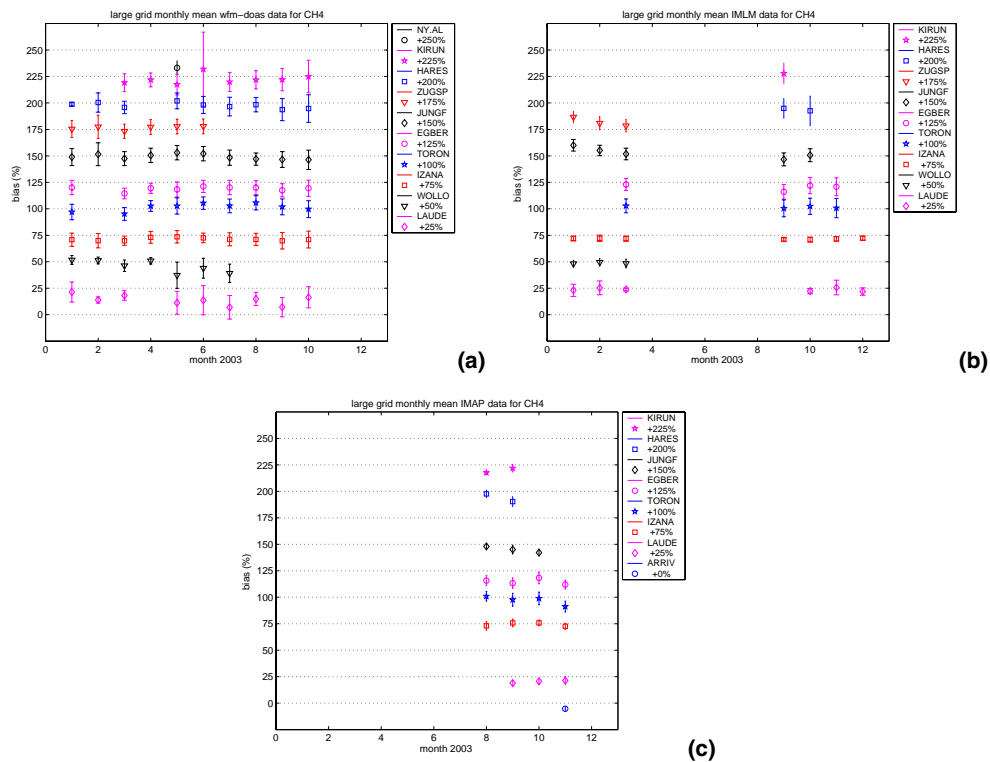 large grid monthly mean wfm-doas data for CH4
bias (%)
250
225
200
175
150
125
100
75
50
25
0
0 2 4 6 8 10 12
month 2003
NY.AL
+250%
KIRUN
+225%
HARES
+200%
ZUGSP
+175%
JUNGF
+150%
EGBER
+125%
TORON
+100%
IZANA
+75%
WOLLO
+50%
LAUDE
+25%
(a)
large grid monthly mean IMLM data for CH4
bias (%)
250
225
200
175
150
125
100
75
50
25
0
0 2 4 6 8 10 12
month 2003
KIRUN
+225%
HARES
+200%
ZUGSP
+175%
JUNGF
+150%
EGBER
+125%
TORON
+100%
IZANA
+75%
WOLLO
+50%
LAUDE
+25%
(b)
large grid monthly mean IMAP data for CH4
bias (%)
250
225
200
175
150
125
100
75
50
25
0
0 2 4 6 8 10 12
month 2003
KIRUN
+225%
HARES
+200%
JUNGF
+150%
EGBER
+125%
TORON
+100%
IZANA
+75%
LAUDE
+25%
ARRIV
+0%
(c)